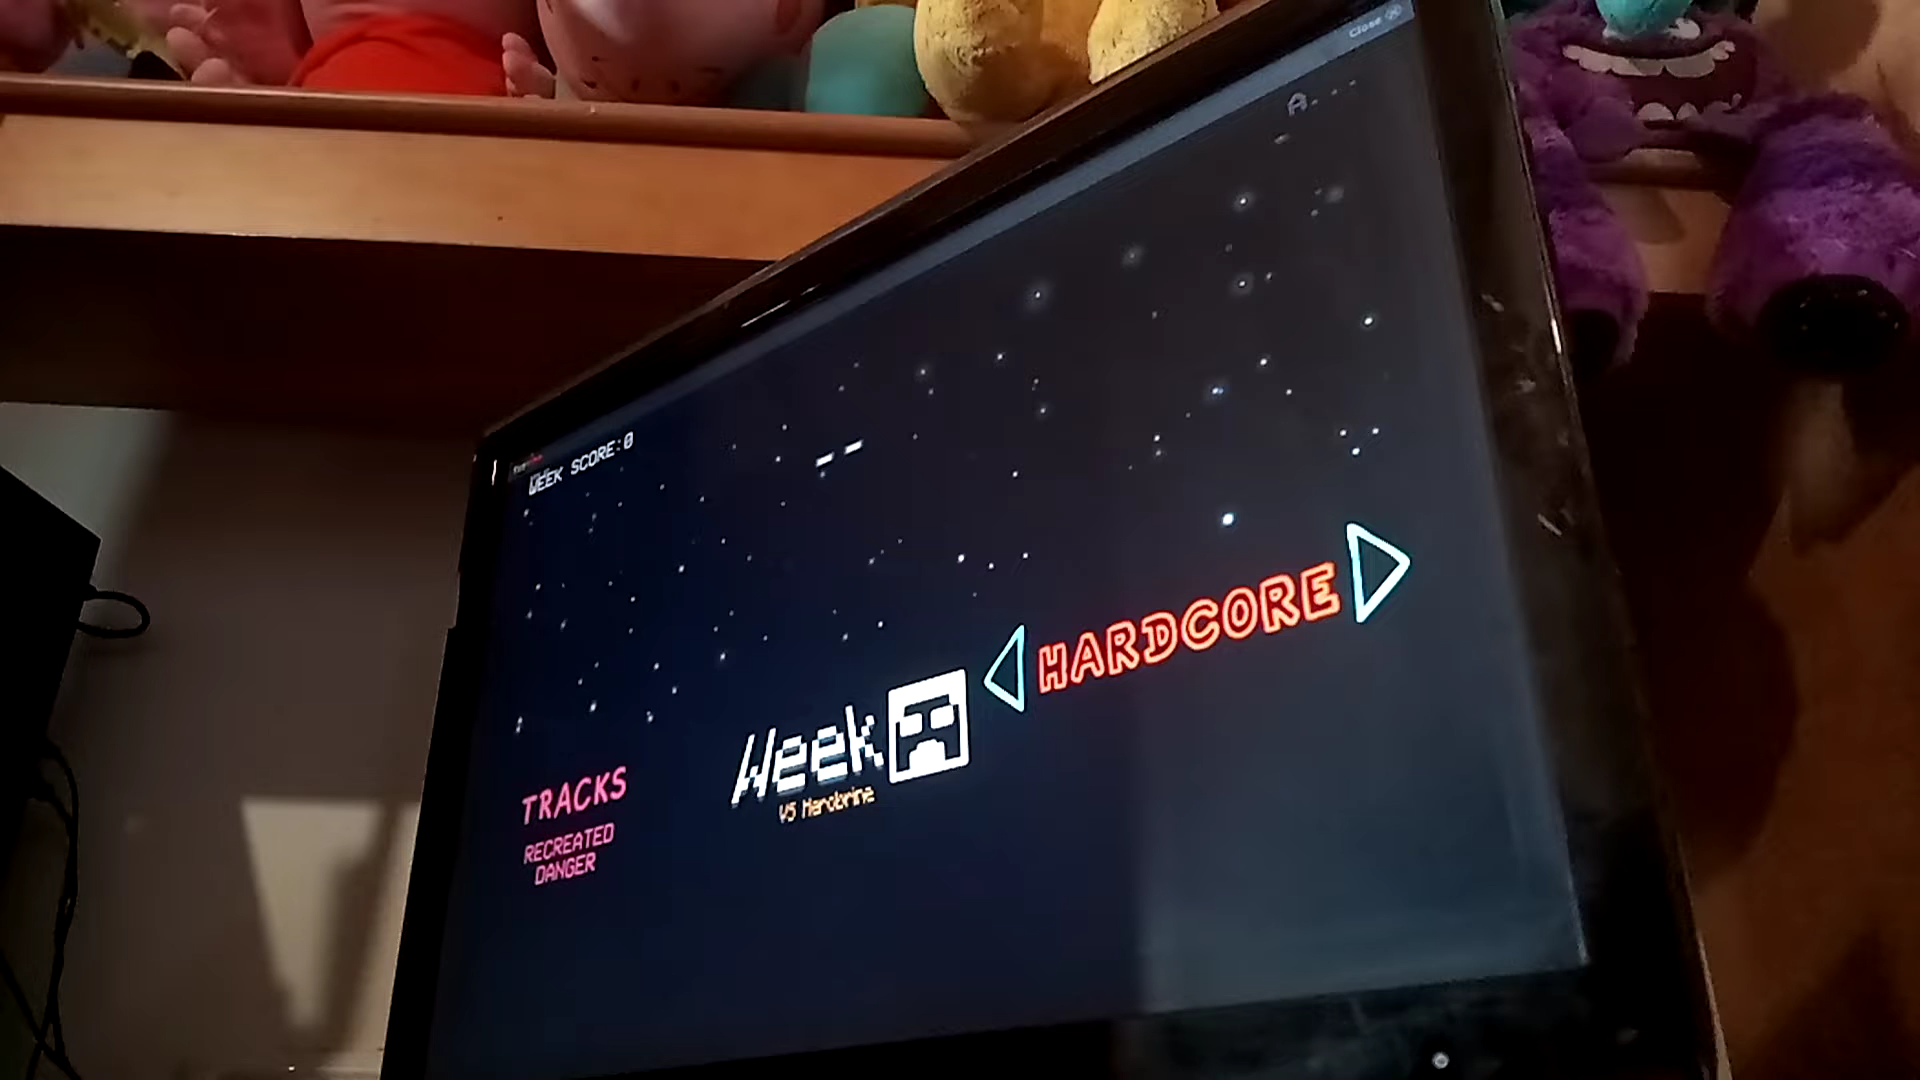 Close
A----
WEEK SCORE:0
HARDCORE
Week
VS Herobrine
TRACKS
RECREATED
DANGER